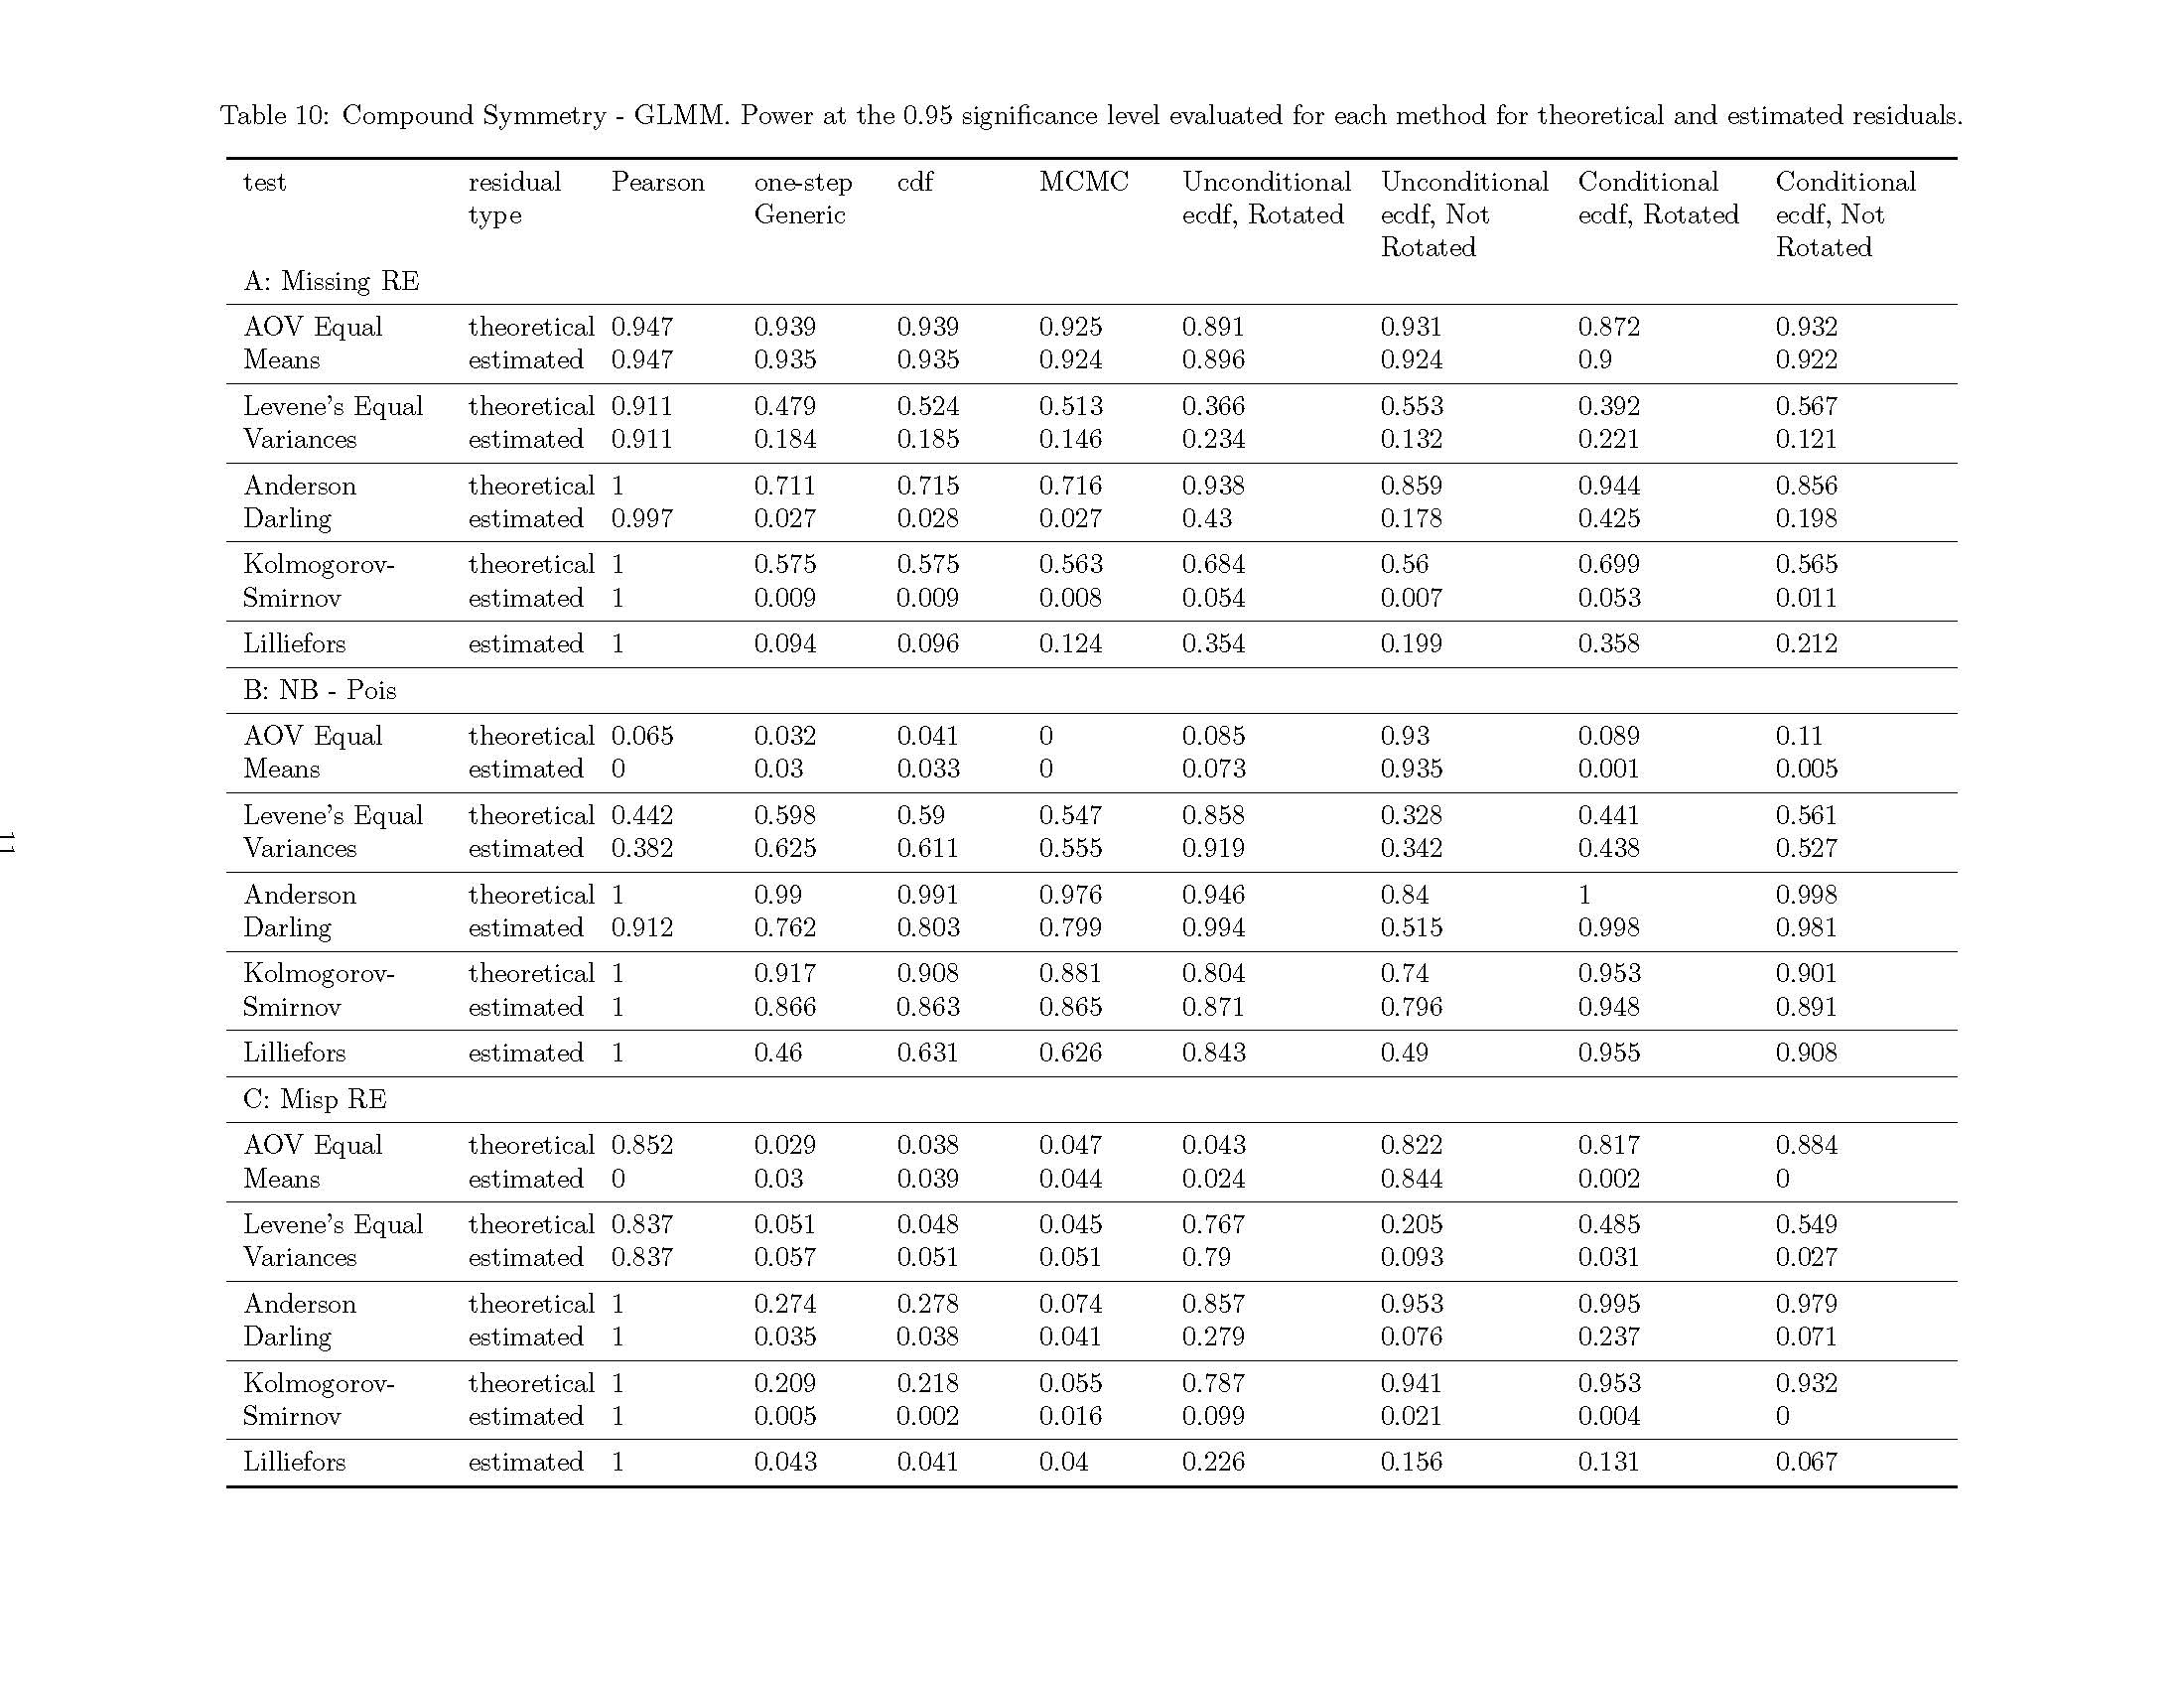 Table 10: Compound Symmetry - GLMM. Power at the 0.95 significance level evaluated for each method for theoretical and estimated residuals.
test residual Pearson one-step cdf MCMC Unconditional Unconditional Conditional Conditional
type Generic ecdf, Rotated ecdf, Not ecdf, Rotated ecdf, Not
Rotated Rotated
A: Missing RE
AOV Equal theoretical 0.947 0.939 0.939 0.925 0.891 0.931 0.872 0.932
Means estimated 0.947 0.935 0.935 0.924 0.896 0.924 0.9 0.922
Levene's Equal theoretical 0.911 0.479 0.524 0.513 0.366 0.553 0.392 0.567
Variances estimated 0.911 0.184 0.185 0.146 0.234 0.132 0.221 0.121
Anderson theoretical 1 0.711 0.715 0.716 0.938 0.859 0.944 0.856
Darling estimated 0.997 0.027 0.028 0.027 0.43 0.178 0.425 0.198
Kolmogorov- theoretical 1 0.575 0.575 0.563 0.684 0.56 0.699 0.565
Smirnov estimated 1 0.009 0.009 0.008 0.054 0.007 0.053 0.011
Lilliefors estimated 1 0.094 0.096 0.124 0.354 0.199 0.358 0.212
B: NB - Pois
AOV Equal theoretical 0.065 0.032 0.041 0 0.085 0.93 0.089 0.11
Means estimated 0 0.03 0.033 0 0.073 0.935 0.001 0.005
Levene's Equal theoretical 0.442 0.598 0.59 0.547 0.858 0.328 0.441 0.561
Variances estimated 0.382 0.625 0.611 0.555 0.919 0.342 0.438 0.527
Anderson theoretical 1 0.99 0.991 0.976 0.946 0.84 1 0.998
Darling estimated 0.912 0.762 0.803 0.799 0.994 0.515 0.998 0.981
Kolmogorov- theoretical 1 0.917 0.908 0.881 0.804 0.74 0.953 0.901
Smirnov estimated 1 0.866 0.863 0.865 0.871 0.796 0.948 0.891
Lilliefors estimated 1 0.46 0.631 0.626 0.843 0.49 0.955 0.908
C: Misp RE
AOV Equal theoretical 0.852 0.029 0.038 0.047 0.043 0.822 0.817 0.884
Means estimated 0 0.03 0.039 0.044 0.024 0.844 0.002 0
Levene's Equal theoretical 0.837 0.051 0.048 0.045 0.767 0.205 0.485 0.549
Variances estimated 0.837 0.057 0.051 0.051 0.79 0.093 0.031 0.027
Anderson theoretical 1 0.274 0.278 0.074 0.857 0.953 0.995 0.979
Darling estimated 1 0.035 0.038 0.041 0.279 0.076 0.237 0.071
Kolmogorov- theoretical 1 0.209 0.218 0.055 0.787 0.941 0.953 0.932
Smirnov estimated 1 0.005 0.002 0.016 0.099 0.021 0.004 0
Lilliefors estimated 1 0.043 0.041 0.04 0.226 0.156 0.131 0.067
11